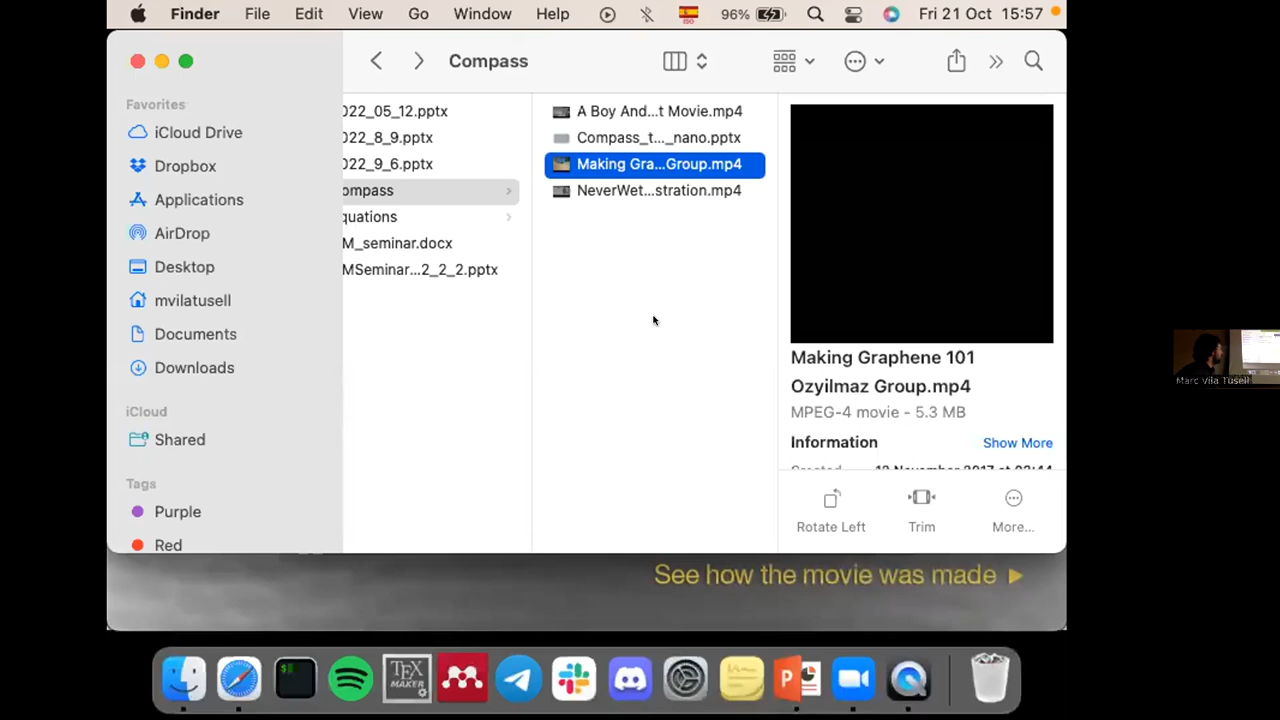 Finder File Edit View Go Window Help ISO 96% Fri 21 Oct 15:57
Compass
Favorites
iCloud Drive
Dropbox
Applications
AirDrop
Desktop
mvilatusell
Documents
Downloads
iCloud
Shared
Tags
Purple
Red
022_05_12.pptx
022_8_9.pptx
022_9_6.pptx
ompass
quations
M_seminar.docx
MSeminar...2_2_2.pptx
A Boy And...t Movie.mp4
Compass_t..._nano.pptx
Making Gra...Group.mp4
NeverWet...stration.mp4
Making Graphene 101
Ozyilmaz Group.mp4
MPEG-4 movie - 5.3 MB
Information Show More
Rotate Left Trim More...
See how the movie was made ►
TEX
MAKER
Marc Vila Tusell